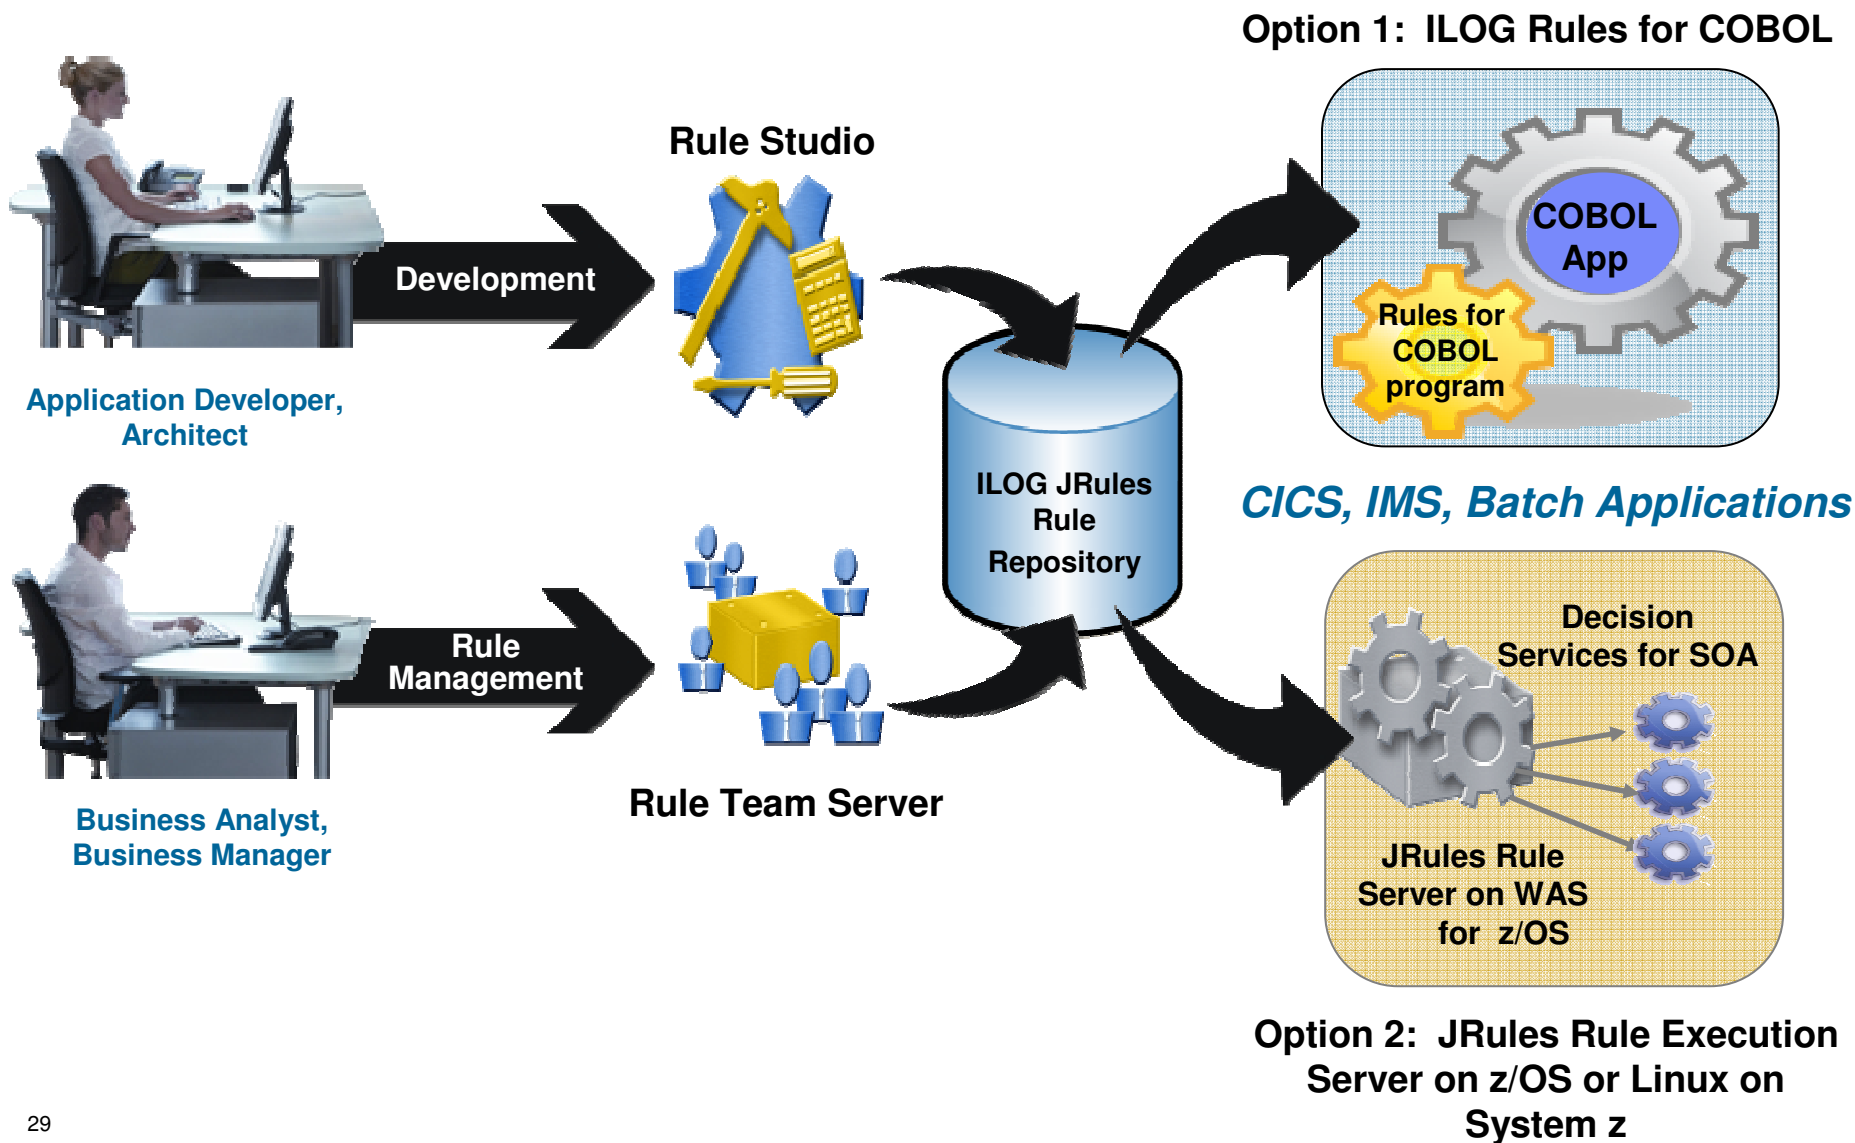 Option 1: ILOG Rules for COBOL
Rule Studio
Development
Application Developer,
Architect
COBOL
App
Rules for
COBOL
program
ILOG JRules
Rule
Repository
CICS, IMS, Batch Applications
Rule
Management
Rule Team Server
Business Analyst,
Business Manager
Decision
Services for SOA
JRules Rule
Server on WAS
for z/OS
Option 2: JRules Rule Execution
Server on z/OS or Linux on
System z
29